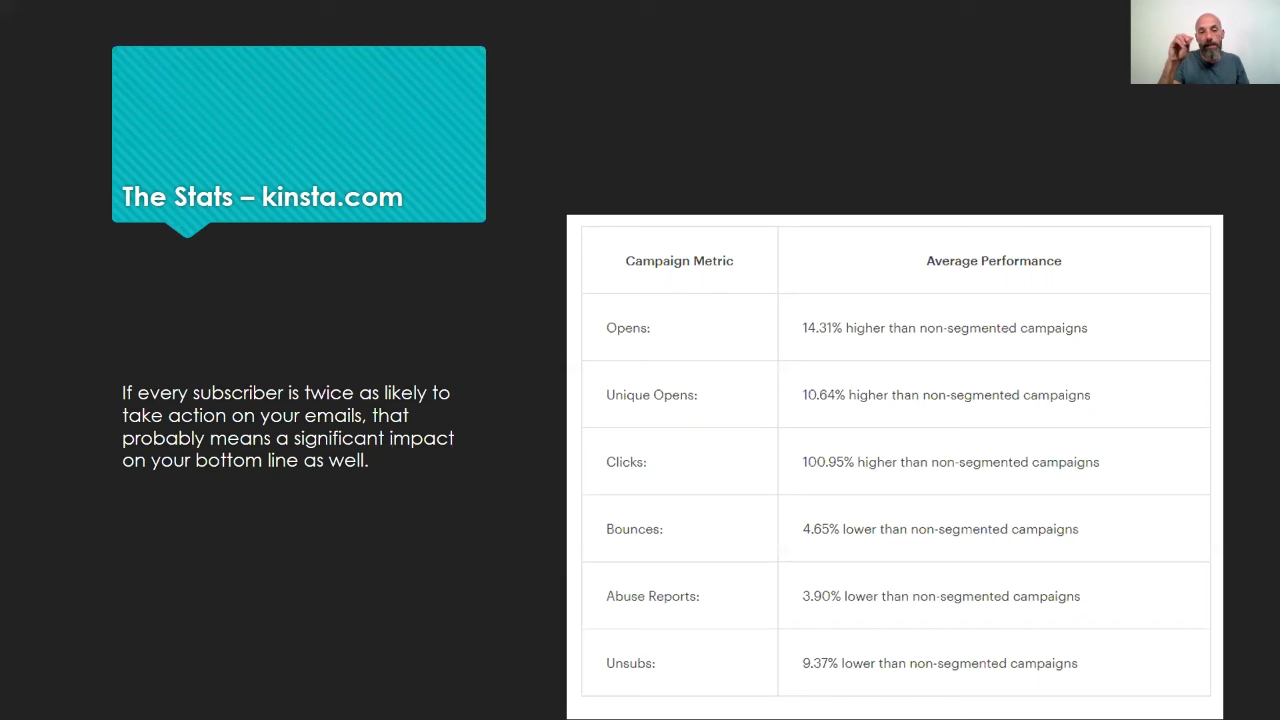 The Stats – kinsta.com
If every subscriber is twice as likely to
take action on your emails, that
probably means a significant impact
on your bottom line as well.
Campaign Metric Average Performance
Opens: 14.31% higher than non-segmented campaigns
Unique Opens: 10.64% higher than non-segmented campaigns
Clicks: 100.95% higher than non-segmented campaigns
Bounces: 4.65% lower than non-segmented campaigns
Abuse Reports: 3.90% lower than non-segmented campaigns
Unsubs: 9.37% lower than non-segmented campaigns